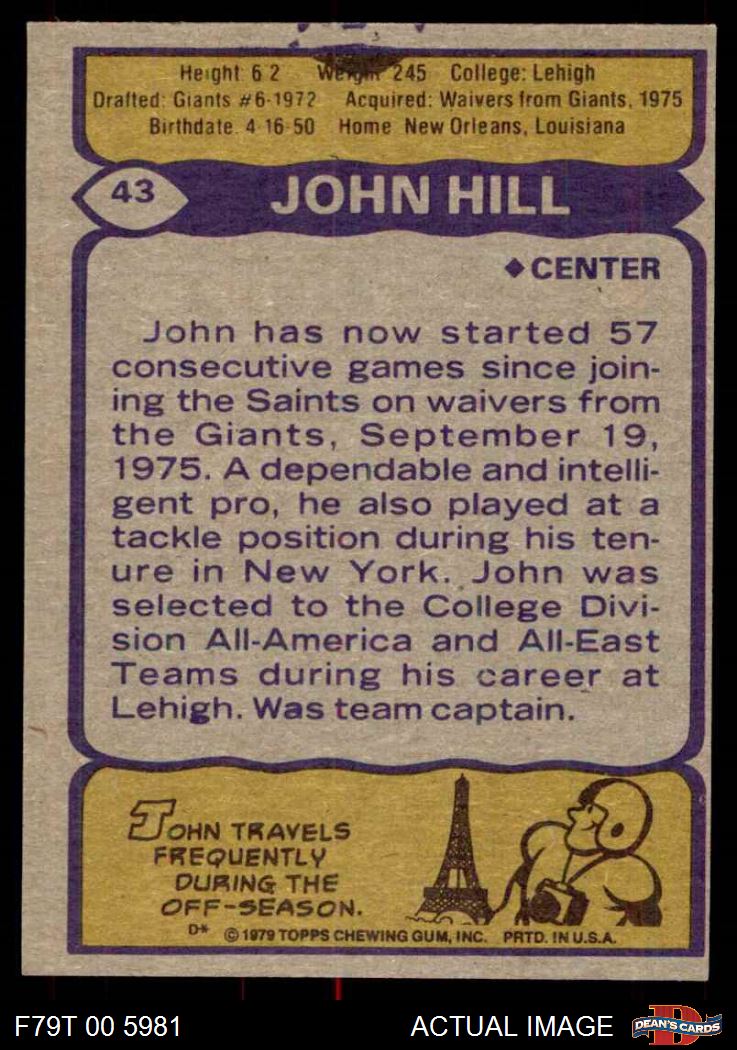 Height 6 2 Weight 245 College: Lehigh
Drafted: Giants #6-1972 Acquired: Waivers from Giants, 1975
Birthdate 4-16-50 Home New Orleans, Louisiana
43 JOHN HILL
◆ CENTER
John has now started 57
consecutive games since join-
ing the Saints on waivers from
the Giants, September 19,
1975. A dependable and intelli-
gent pro, he also played at a
tackle position during his ten-
ure in New York. John was
selected to the College Divi-
sion All-America and All-East
Teams during his career at
Lehigh. Was team captain.
JOHN TRAVELS
FREQUENTLY
DURING THE
OFF-SEASON.
D* © 1979 TOPPS CHEWING GUM, INC. PRTD. IN U.S.A.
F79T 00 5981 ACTUAL IMAGE DEAN'S CARDS